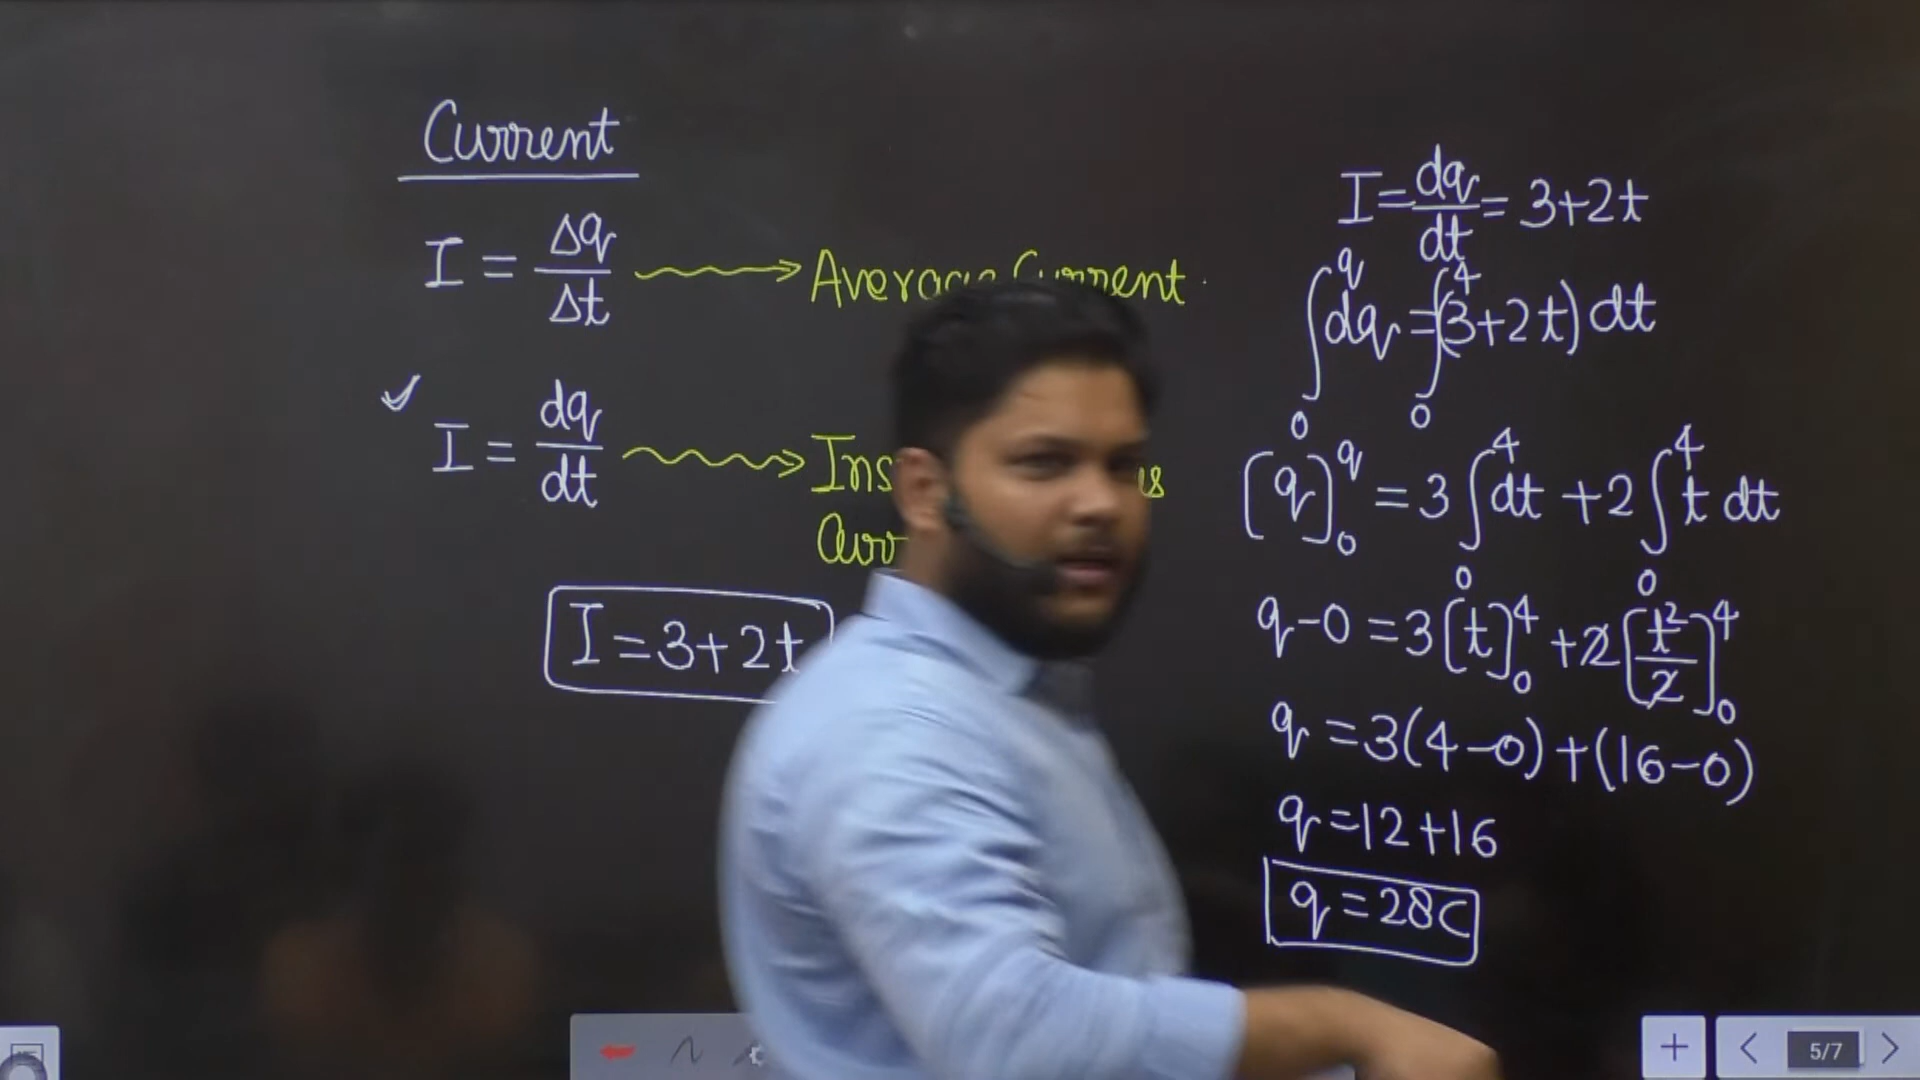 Current
I = Δq/Δt → Average Current
✓ I = dq/dt →
I = 3+2t
I = dq/dt = 3+2t
∫₀^q dq = ∫₀^4 (3+2t) dt
[q]₀^q = 3 ∫₀^4 dt + 2 ∫₀^4 t dt
q-0 = 3[t]₀^4 + 2[t²/2]₀^4
q = 3(4-0)+(16-0)
q = 12+16
q = 28C
5/7